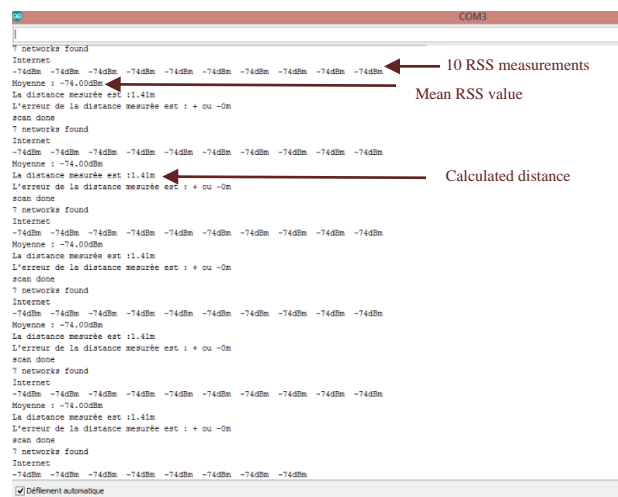 COM3
7 networks found
Internet
-74dBm -74dBm -74dBm -74dBm -74dBm -74dBm -74dBm -74dBm -74dBm -74dBm
10 RSS measurements
Moyenne : -74.00dBm
Mean RSS value
La distance mesurée est :1.41m
L'erreur de la distance mesurée est : + ou -0m
scan done
7 networks found
Internet
-74dBm -74dBm -74dBm -74dBm -74dBm -74dBm -74dBm -74dBm -74dBm -74dBm
Moyenne : -74.00dBm
La distance mesurée est :1.41m
Calculated distance
L'erreur de la distance mesurée est : + ou -0m
scan done
7 networks found
Internet
-74dBm -74dBm -74dBm -74dBm -74dBm -74dBm -74dBm -74dBm -74dBm -74dBm
Moyenne : -74.00dBm
La distance mesurée est :1.41m
L'erreur de la distance mesurée est : + ou -0m
scan done
7 networks found
Internet
-74dBm -74dBm -74dBm -74dBm -74dBm -74dBm -74dBm -74dBm -74dBm -74dBm
Moyenne : -74.00dBm
La distance mesurée est :1.41m
L'erreur de la distance mesurée est : + ou -0m
scan done
7 networks found
Internet
-74dBm -74dBm -74dBm -74dBm -74dBm -74dBm -74dBm -74dBm -74dBm -74dBm
Moyenne : -74.00dBm
La distance mesurée est :1.41m
L'erreur de la distance mesurée est : + ou -0m
scan done
7 networks found
Internet
-74dBm -74dBm -74dBm -74dBm -74dBm -74dBm -74dBm -74dBm
Défilement automatique